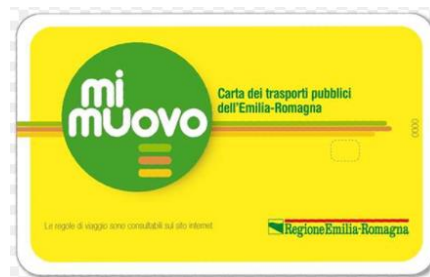 mi
muovo
Carta dei trasporti pubblici
dell'Emilia-Romagna
0000
Le regole di viaggio sono consultabili sul sito internet
RegioneEmilia-Romagna